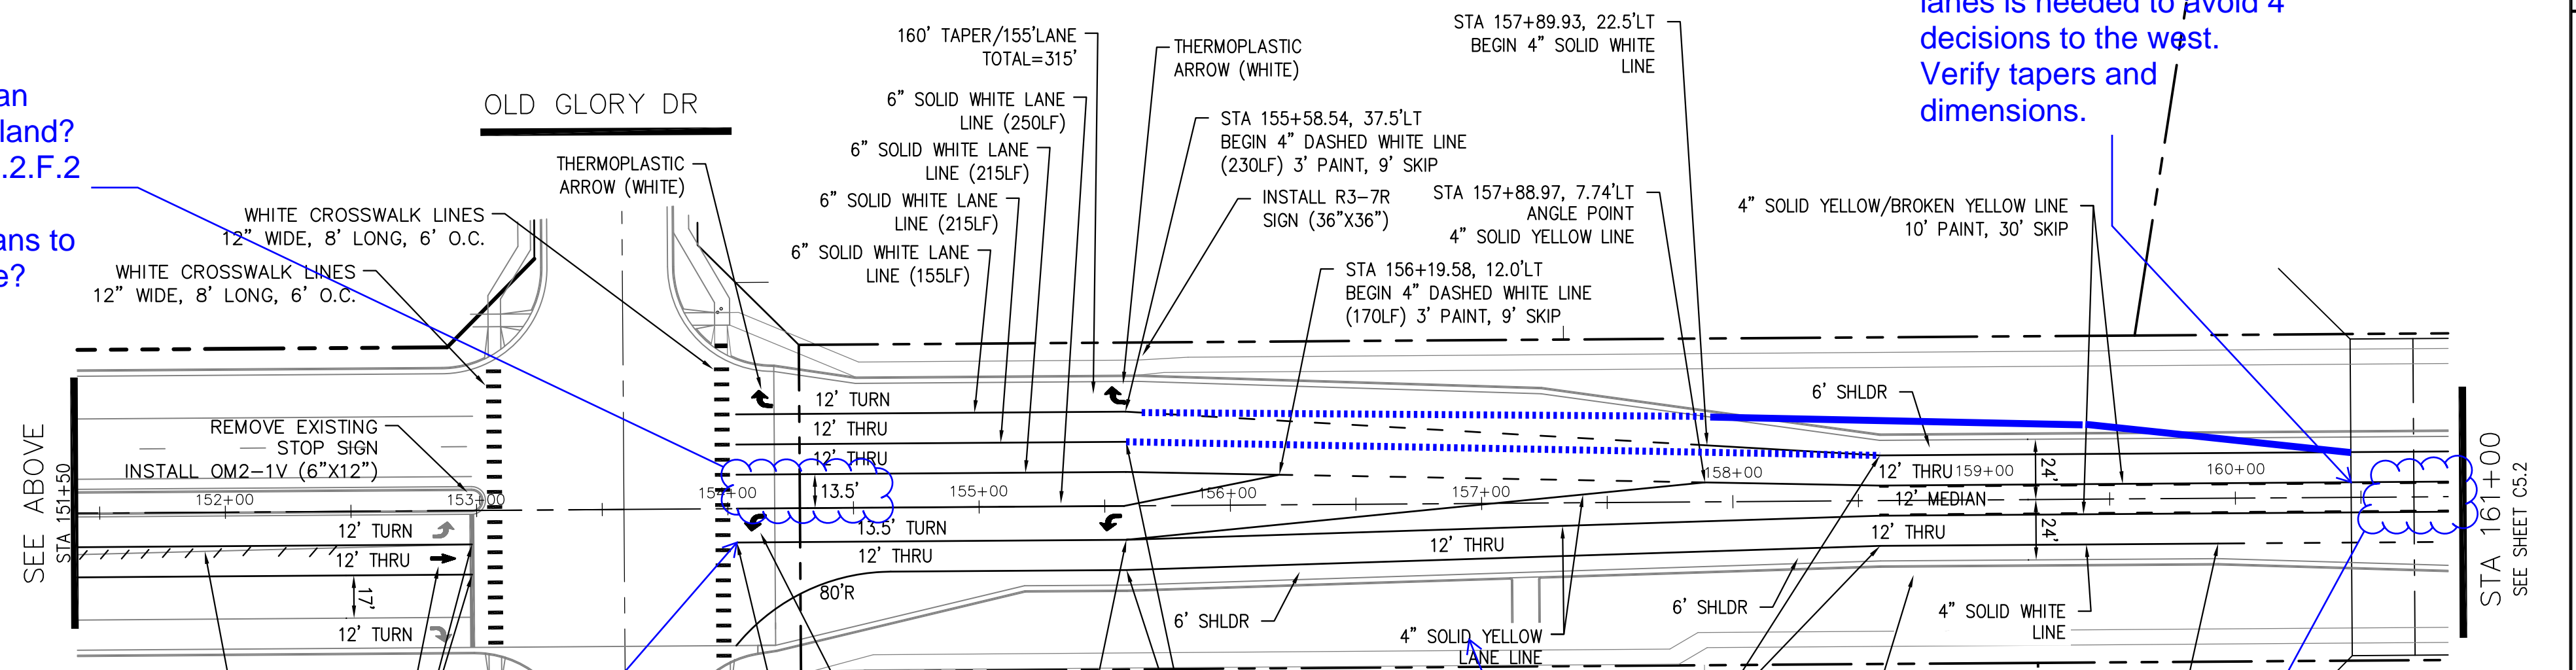 lanes is needed to avoid 4
decisions to the west.
Verify tapers and
dimensions.
an
land?
.2.F.2
ans to
e?
OLD GLORY DR
160' TAPER/155'LANE
TOTAL=315'
6" SOLID WHITE LANE
LINE (250LF)
6" SOLID WHITE LANE
LINE (215LF)
6" SOLID WHITE LANE
LINE (215LF)
6" SOLID WHITE LANE
LINE (155LF)
THERMOPLASTIC
ARROW (WHITE)
THERMOPLASTIC
ARROW (WHITE)
STA 155+58.54, 37.5'LT
BEGIN 4" DASHED WHITE LINE
(230LF) 3' PAINT, 9' SKIP
INSTALL R3-7R
SIGN (36"X36")
STA 156+19.58, 12.0'LT
BEGIN 4" DASHED WHITE LINE
(170LF) 3' PAINT, 9' SKIP
STA 157+89.93, 22.5'LT
BEGIN 4" SOLID WHITE
LINE
STA 157+88.97, 7.74'LT
ANGLE POINT
4" SOLID YELLOW LINE
4" SOLID YELLOW/BROKEN YELLOW LINE
10' PAINT, 30' SKIP
WHITE CROSSWALK LINES
12" WIDE, 8' LONG, 6' O.C.
WHITE CROSSWALK LINES
12" WIDE, 8' LONG, 6' O.C.
REMOVE EXISTING
STOP SIGN
INSTALL OM2-1V (6"X12")
SEE ABOVE
STA 151+50
152+00
153+00
154+00
155+00
156+00
157+00
158+00
159+00
160+00
12' TURN
12' THRU
12' THRU
13.5'
13.5' TURN
12' THRU
12' TURN
12' THRU
17'
12' TURN
80'R
6' SHLDR
12' THRU
4" SOLID YELLOW
LANE LINE
6' SHLDR
6' SHLDR
12' THRU
12' MEDIAN
12' THRU
24'
24'
4" SOLID WHITE
LINE
STA 161+00
SEE SHEET C5.2